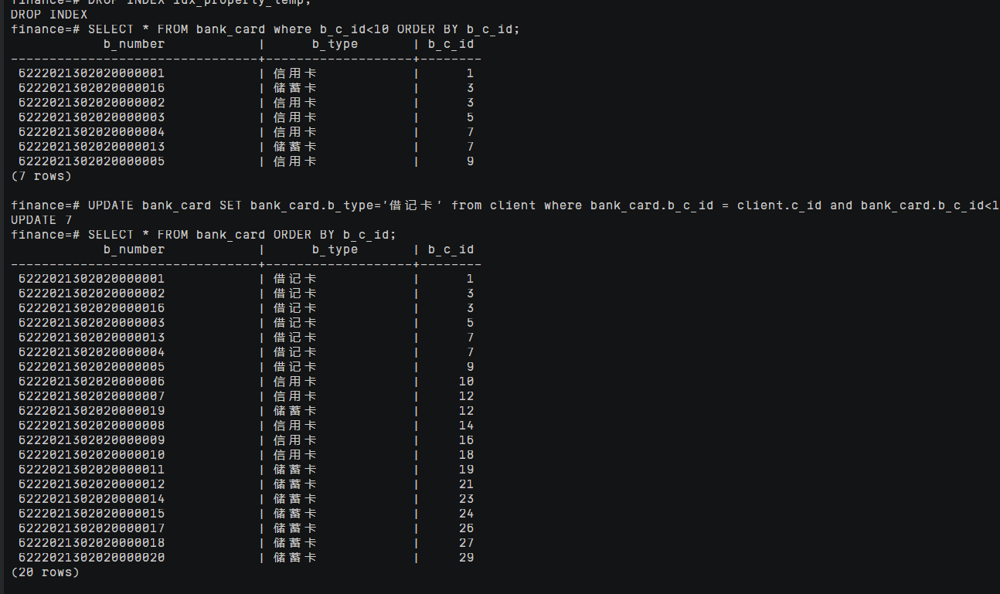 finance=# DROP INDEX idx_property_temp;
DROP INDEX
finance=# SELECT * FROM bank_card where b_c_id<10 ORDER BY b_c_id;
b_number | b_type | b_c_id
--------------------------------+-------------------+--------
6222021302020000001 | 信用卡 | 1
6222021302020000016 | 储蓄卡 | 3
6222021302020000002 | 信用卡 | 3
6222021302020000003 | 信用卡 | 5
6222021302020000004 | 信用卡 | 7
6222021302020000013 | 储蓄卡 | 7
6222021302020000005 | 信用卡 | 9
(7 rows)
finance=# UPDATE bank_card SET bank_card.b_type='借记卡' from client where bank_card.b_c_id = client.c_id and bank_card.b_c_id<1
UPDATE 7
finance=# SELECT * FROM bank_card ORDER BY b_c_id;
b_number | b_type | b_c_id
--------------------------------+-------------------+--------
6222021302020000001 | 借记卡 | 1
6222021302020000002 | 借记卡 | 3
6222021302020000016 | 借记卡 | 3
6222021302020000003 | 借记卡 | 5
6222021302020000013 | 借记卡 | 7
6222021302020000004 | 借记卡 | 7
6222021302020000005 | 借记卡 | 9
6222021302020000006 | 信用卡 | 10
6222021302020000007 | 信用卡 | 12
6222021302020000019 | 储蓄卡 | 12
6222021302020000008 | 信用卡 | 14
6222021302020000009 | 信用卡 | 16
6222021302020000010 | 信用卡 | 18
6222021302020000011 | 储蓄卡 | 19
6222021302020000012 | 储蓄卡 | 21
6222021302020000014 | 储蓄卡 | 23
6222021302020000015 | 储蓄卡 | 24
6222021302020000017 | 储蓄卡 | 26
6222021302020000018 | 储蓄卡 | 27
6222021302020000020 | 储蓄卡 | 29
(20 rows)